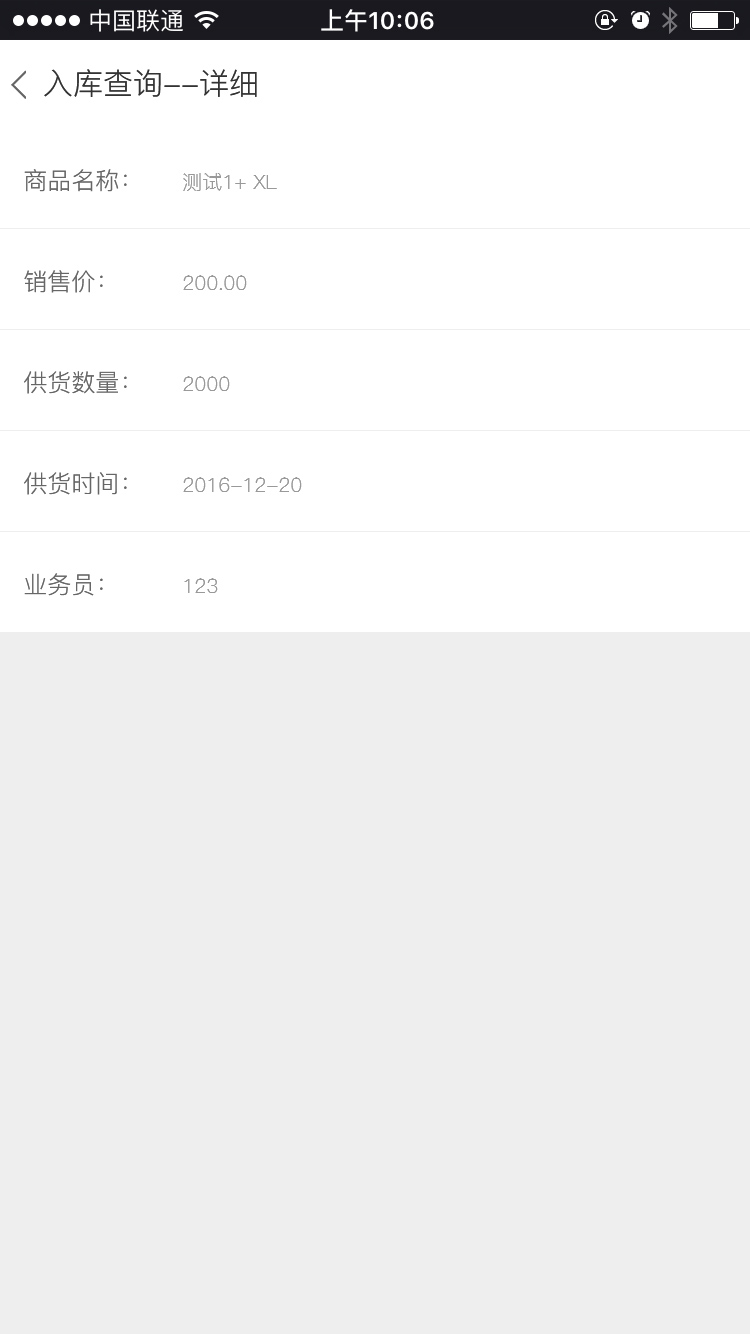 中国联通 上午10:06
入库查询--详细
商品名称： 测试1+ XL
销售价： 200.00
供货数量： 2000
供货时间： 2016-12-20
业务员： 123